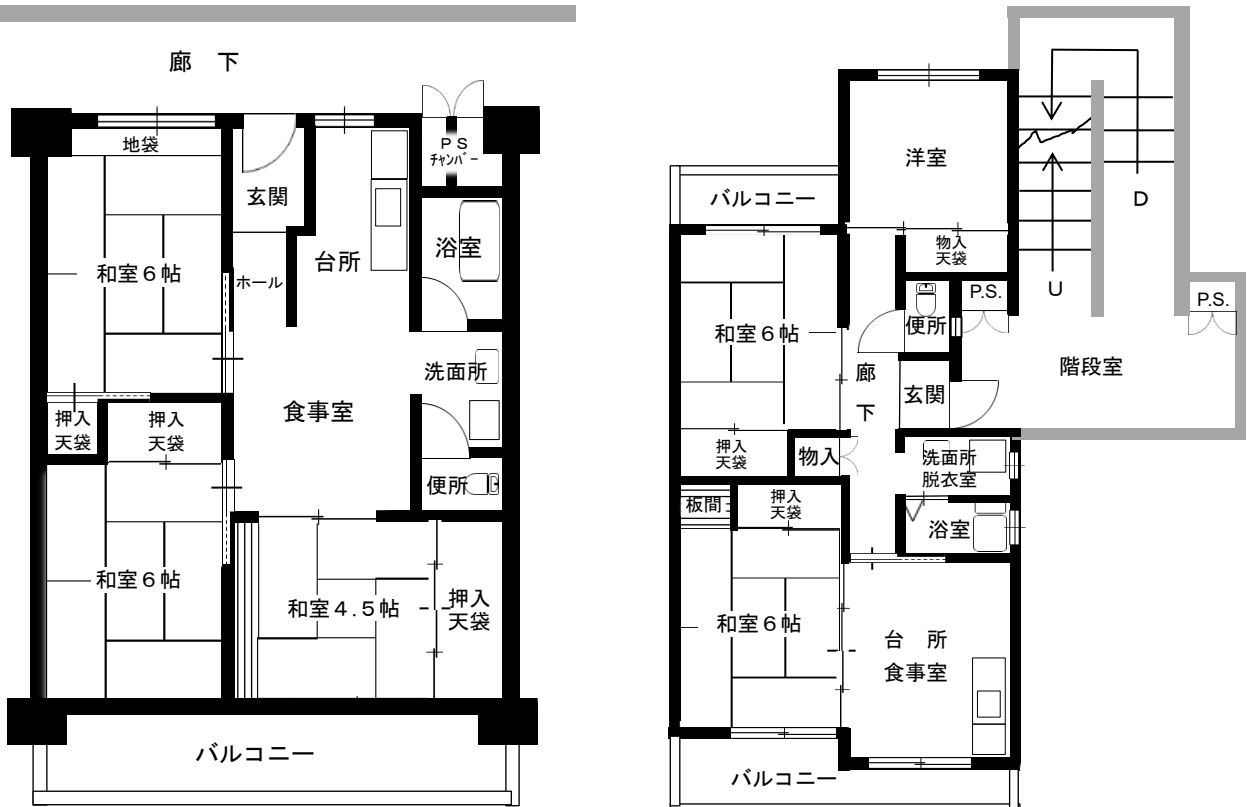 廊　下
地袋
ＰＳ
ﾁｬﾝﾊﾞｰ
玄関
浴室
台所
和室６帖
ホール
洗面所
食事室
押入
天袋
押入
天袋
便所
和室６帖
和室４.５帖
押入
天袋
バルコニー
洋室
D
バルコニー
物入
天袋
U
P.S.
P.S.
便所
和室６帖
階段室
廊
下
玄関
押入
天袋
物入
洗面所
脱衣室
板間
押入
天袋
浴室
和室６帖
台　所
食事室
バルコニー